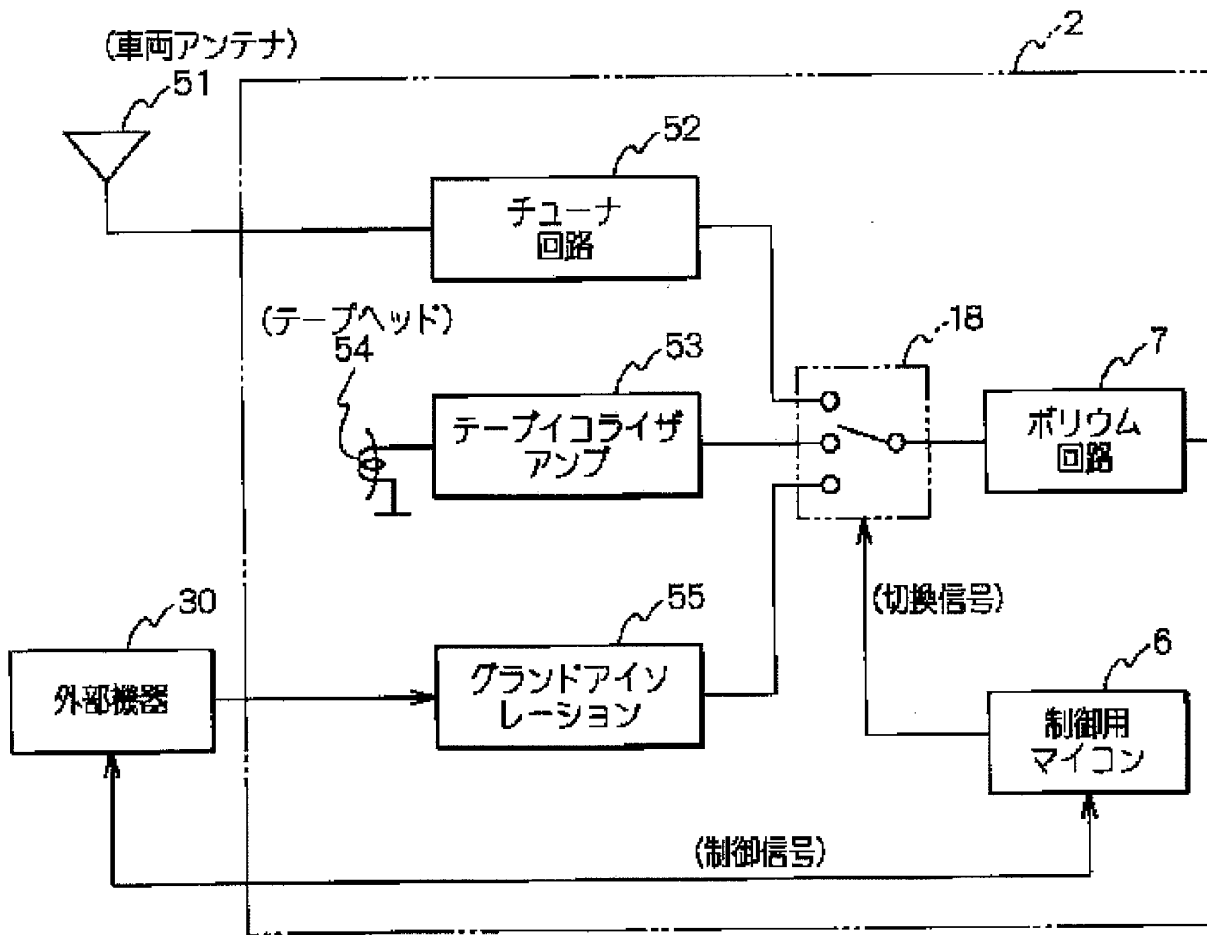 2
(車両アンテナ)
51
52
チューナ
回路
(テープヘッド)
54
53
テープイコライザ
アンプ
18
7
ボリウム
回路
30
外部機器
55
グランドアイソ
レーション
(切換信号)
6
制御用
マイコン
(制御信号)